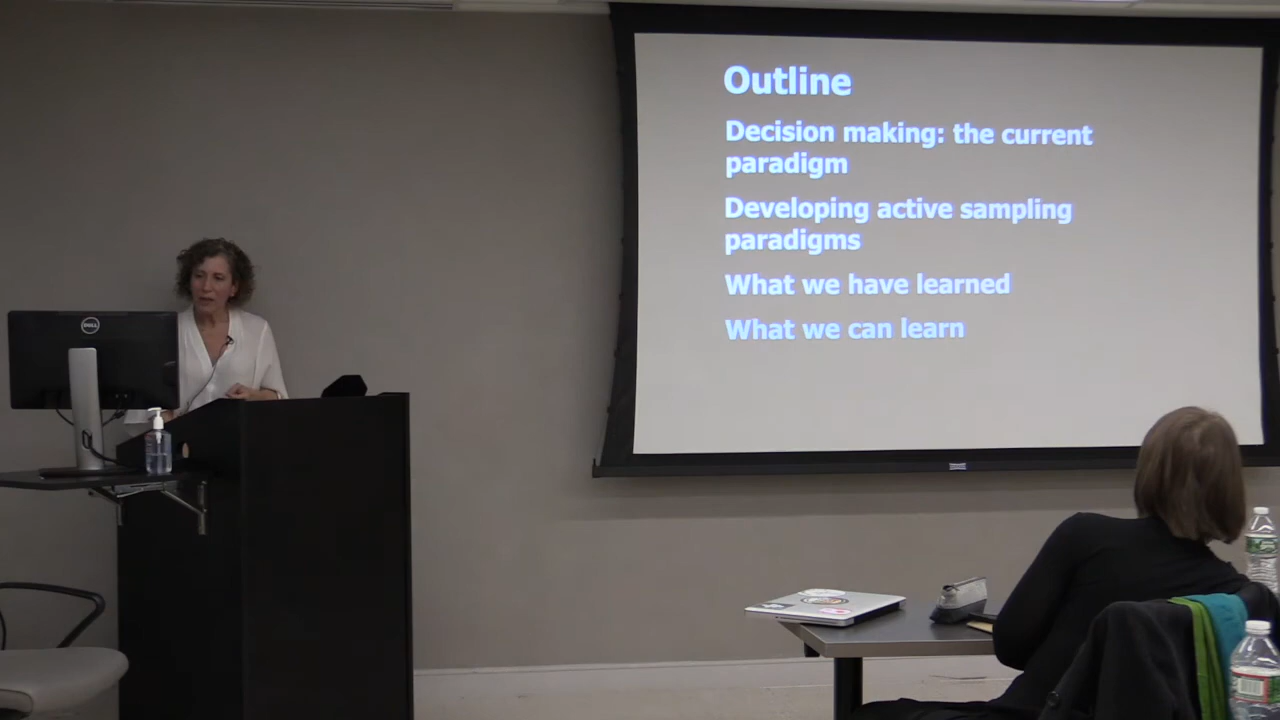 Outline
Decision making: the current
paradigm
Developing active sampling
paradigms
What we have learned
What we can learn
DELL